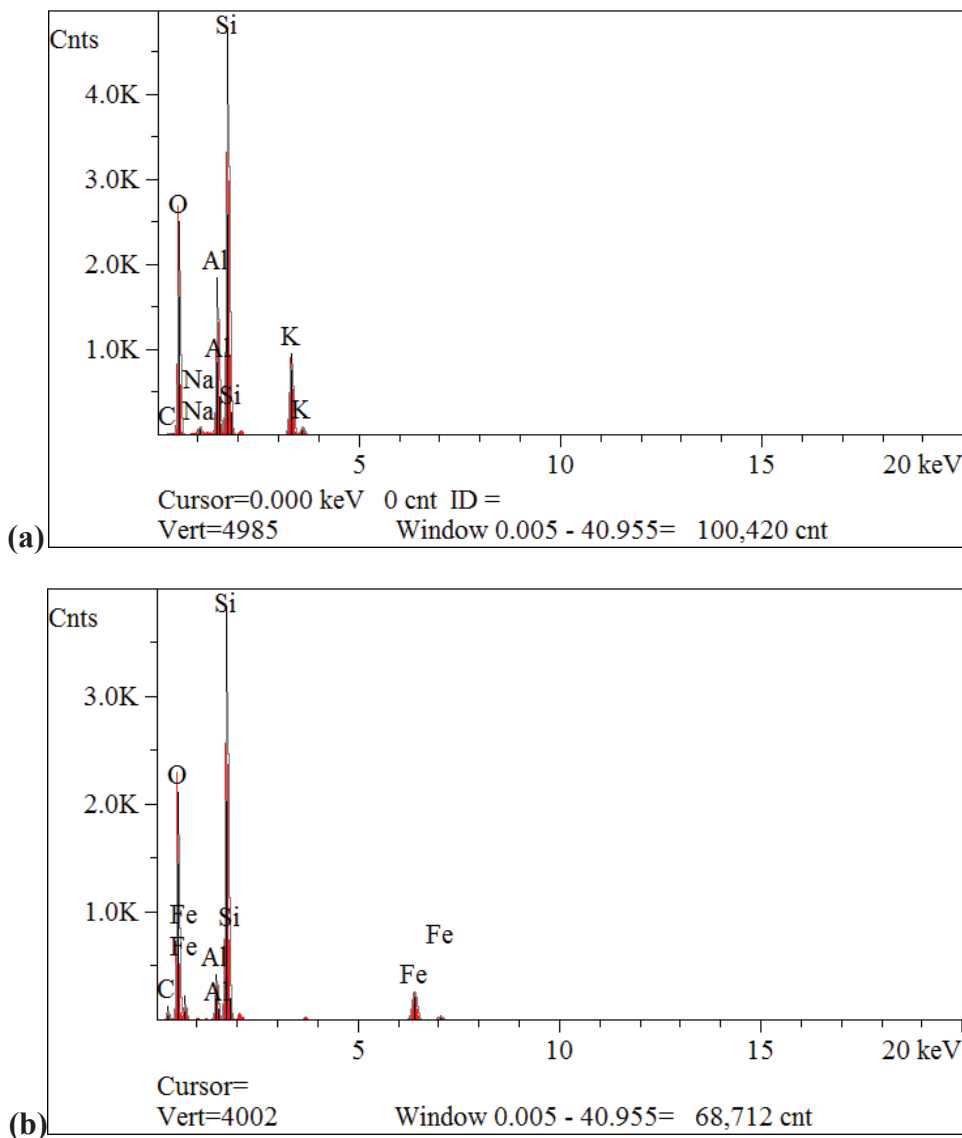 Si
Cnts
4.0K
3.0K
O
2.0K
Al
K
1.0K
Al
Na
Si
C
Na
K
5
10
15
20 keV
Cursor=0.000 keV 0 cnt ID =
(a)
Vert=4985 Window 0.005 - 40.955= 100,420 cnt
Si
Cnts
3.0K
O
2.0K
1.0K
Fe
Si
Fe
Fe
Al
Fe
C
Al
5
10
15
20 keV
Cursor=
(b)
Vert=4002 Window 0.005 - 40.955= 68,712 cnt